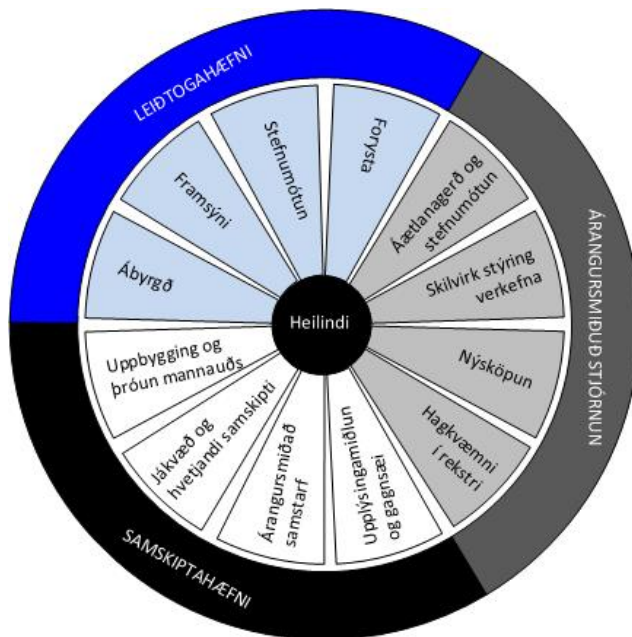 LEIÐTOGAHÆFNI
ÁRANGURSMIÐUÐ STJÓRNUN
SAMSKIPTAHÆFNI
Ábyrgð
Framsýni
Stefnumótun
Forysta
Áætlanagerð og
stefnumótun
Skilvirk stýring
verkefna
Nýsköpun
Hagkvæmni
í rekstri
Upplýsingamiðlun
og gagnsæi
Árangursmiðað
samstarf
Jákvæð og
hvetjandi samskipti
Uppbygging og
þróun mannauðs
Heilindi